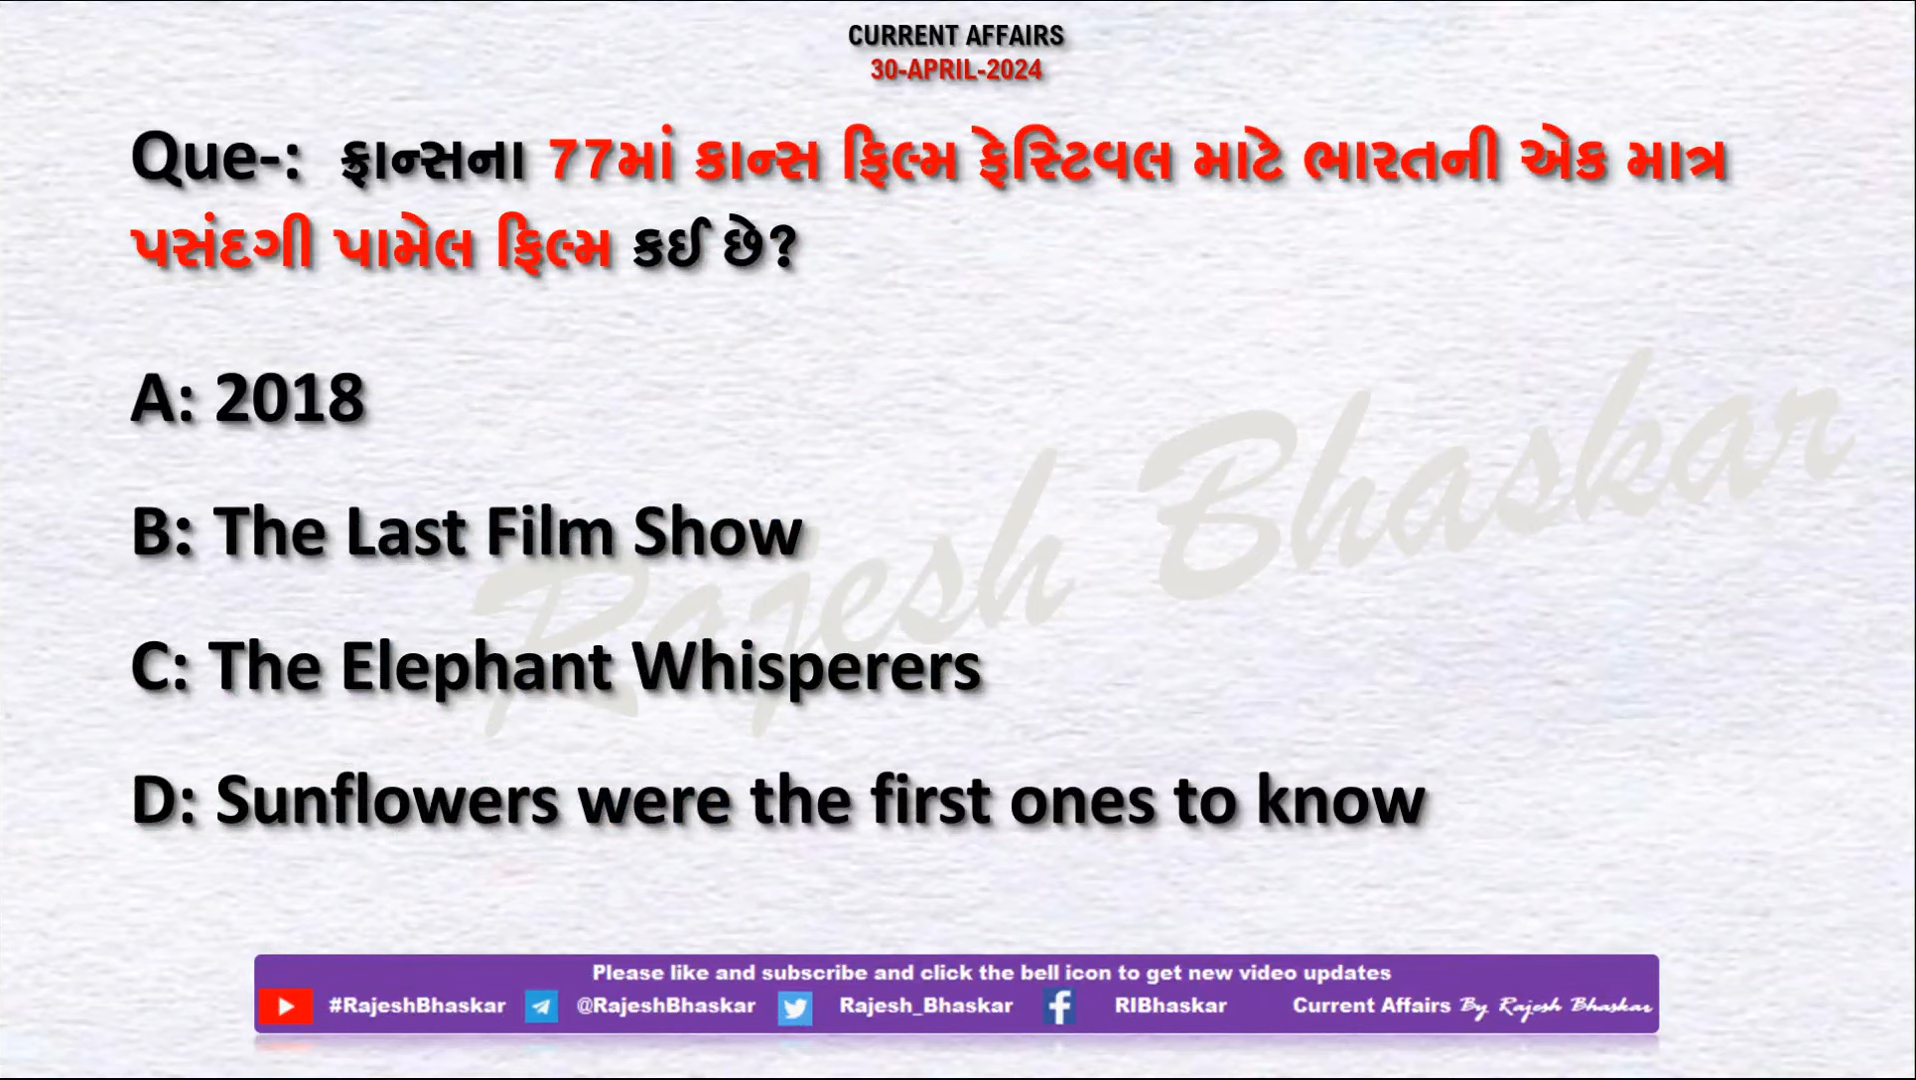 CURRENT AFFAIRS
30-APRIL-2024
Que-: ફ્રાન્સના 77માં કાન્સ ફિલ્મ ફેસ્ટિવલ માટે ભારતની એક માત્ર
પસંદગી પામેલ ફિલ્મ કઈ છે?
A: 2018
B: The Last Film Show
C: The Elephant Whisperers
D: Sunflowers were the first ones to know
Rajesh Bhaskar
Please like and subscribe and click the bell icon to get new video updates
#RajeshBhaskar @RajeshBhaskar Rajesh_Bhaskar RIBhaskar Current Affairs By Rajesh Bhaskar